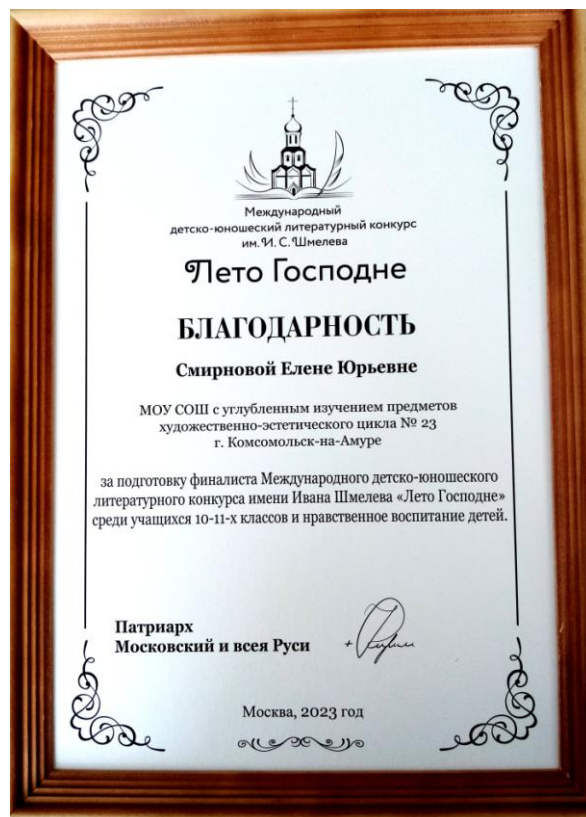 Международный
детско-юношеский литературный конкурс
им. И. С. Шмелева
Лето Господне
БЛАГОДАРНОСТЬ
Смирновой Елене Юрьевне
МОУ СОШ с углубленным изучением предметов
художественно-эстетического цикла № 23
г. Комсомольск-на-Амуре
за подготовку финалиста Международного детско-юношеского
литературного конкурса имени Ивана Шмелева «Лето Господне»
среди учащихся 10-11-х классов и нравственное воспитание детей.
Патриарх
Московский и всея Руси
Москва, 2023 год